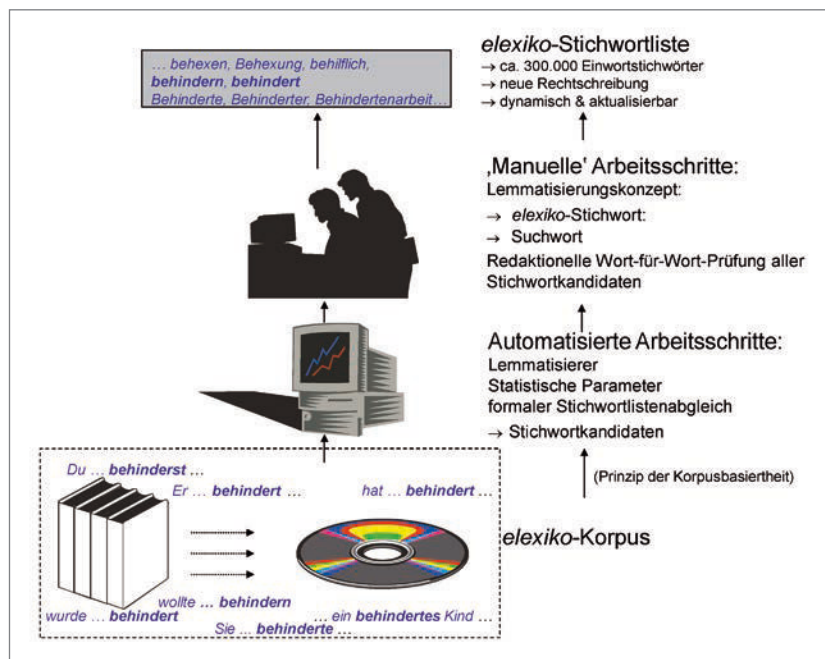 … behexen, Behexung, behilflich,
behindern, behindert
Behinderte, Behinderter, Behindertenarbeit…
elexiko-Stichwortliste
→ ca. 300.000 Einwortstichwörter
→ neue Rechtschreibung
→ dynamisch & aktualisierbar
‚Manuelle' Arbeitsschritte:
Lemmatisierungskonzept:
→ elexiko-Stichwort:
→ Suchwort
Redaktionelle Wort-für-Wort-Prüfung aller
Stichwortkandidaten
Automatisierte Arbeitsschritte:
Lemmatisierer
Statistische Parameter
formaler Stichwortlistenabgleich
→ Stichwortkandidaten
(Prinzip der Korpusbasiertheit)
Du … behinderst …
Er … behindert …
hat … behindert …
elexiko-Korpus
wollte … behindern
wurde … behindert
… ein behindertes Kind …
Sie … behinderte …